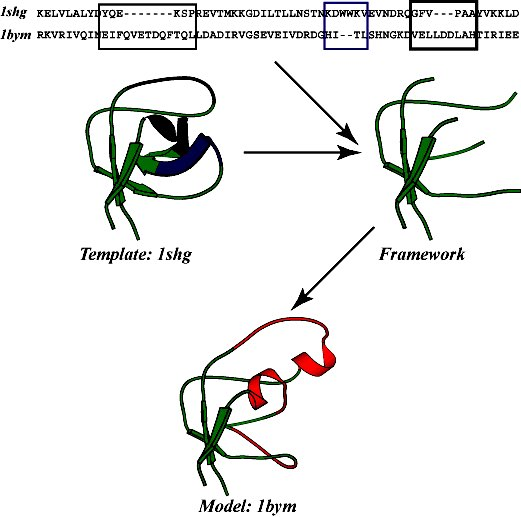 1shg KELVLALYDYQE-------KSPREVTMKKGDILTLLNSTNKDWWKVEVNDRQGFV---PAAYVKKLD
1bym RKVRIVQINEIFQVETDQFTQLLDADIRVGSEVEIVDRDGHI--TLSHNGKDVELLDDLAHTIRIEE
Template: 1shg
Framework
Model: 1bym